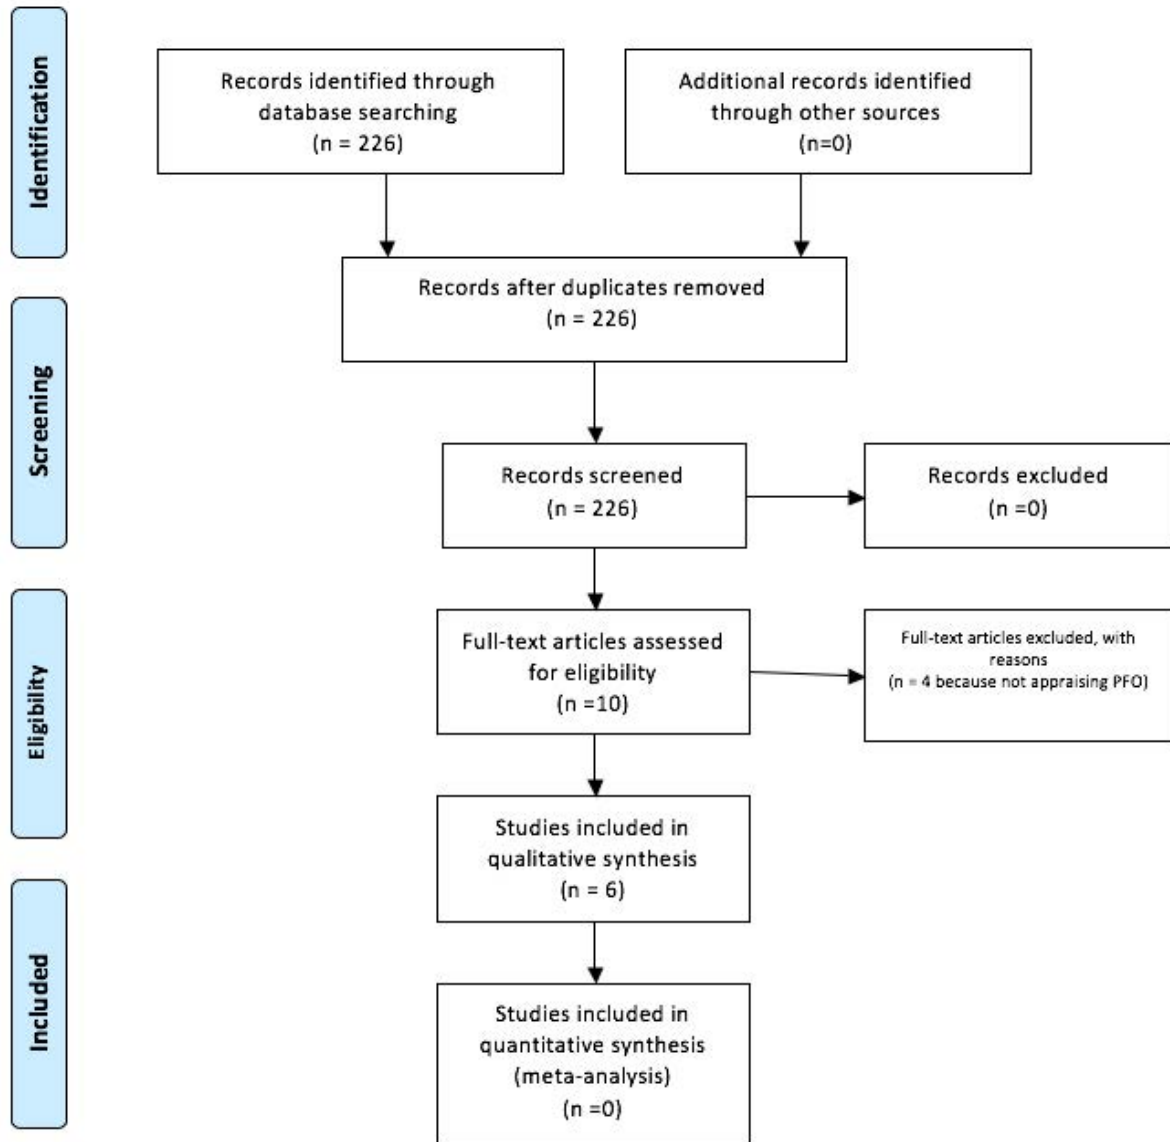 Identification
Records identified through
database searching
(n = 226)
Additional records identified
through other sources
(n=0)
Records after duplicates removed
(n = 226)
Screening
Records screened
(n = 226)
Records excluded
(n =0)
Eligibility
Full-text articles assessed
for eligibility
(n =10)
Full-text articles excluded, with
reasons
(n = 4 because not appraising PFO)
Studies included in
qualitative synthesis
(n = 6)
Included
Studies included in
quantitative synthesis
(meta-analysis)
(n =0)